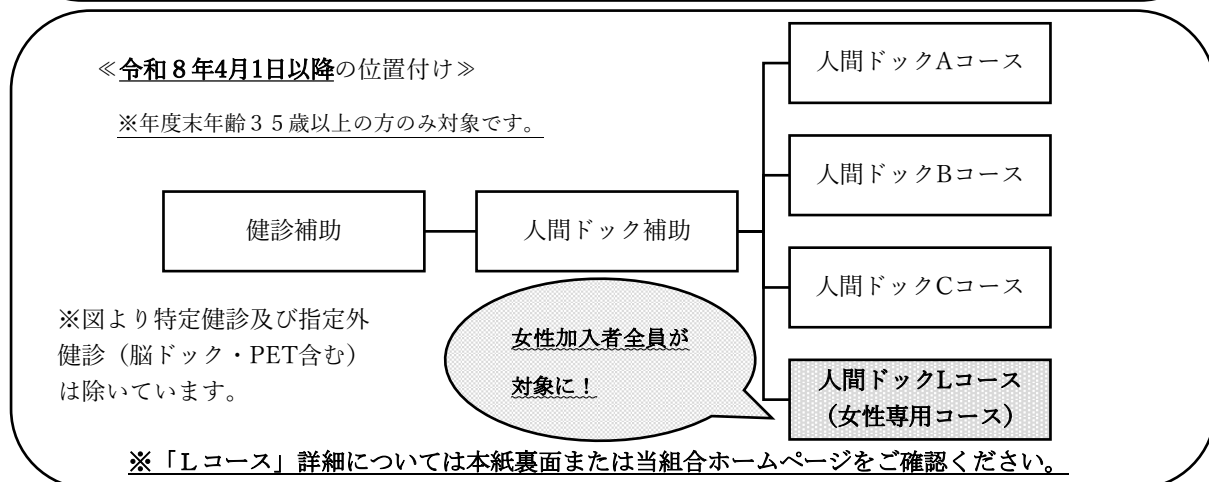 ≪令和８年4月1日以降の位置付け≫
※年度末年齢３５歳以上の方のみ対象です。
健診補助
人間ドック補助
人間ドックAコース
人間ドックBコース
人間ドックCコース
人間ドックLコース
（女性専用コース）
女性加入者全員が
対象に！
※図より特定健診及び指定外
健診（脳ドック・PET含む）
は除いています。
※「Ｌコース」詳細については本紙裏面または当組合ホームページをご確認ください。